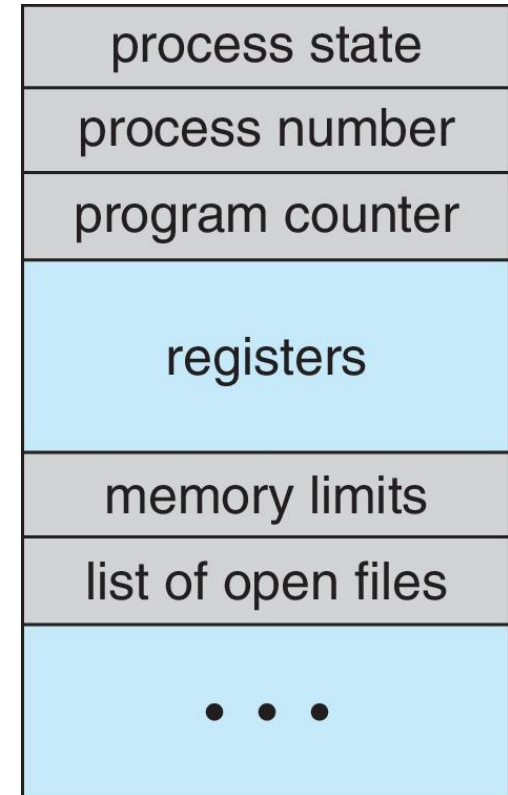 process state
process number
program counter
registers
memory limits
list of open files
• • •